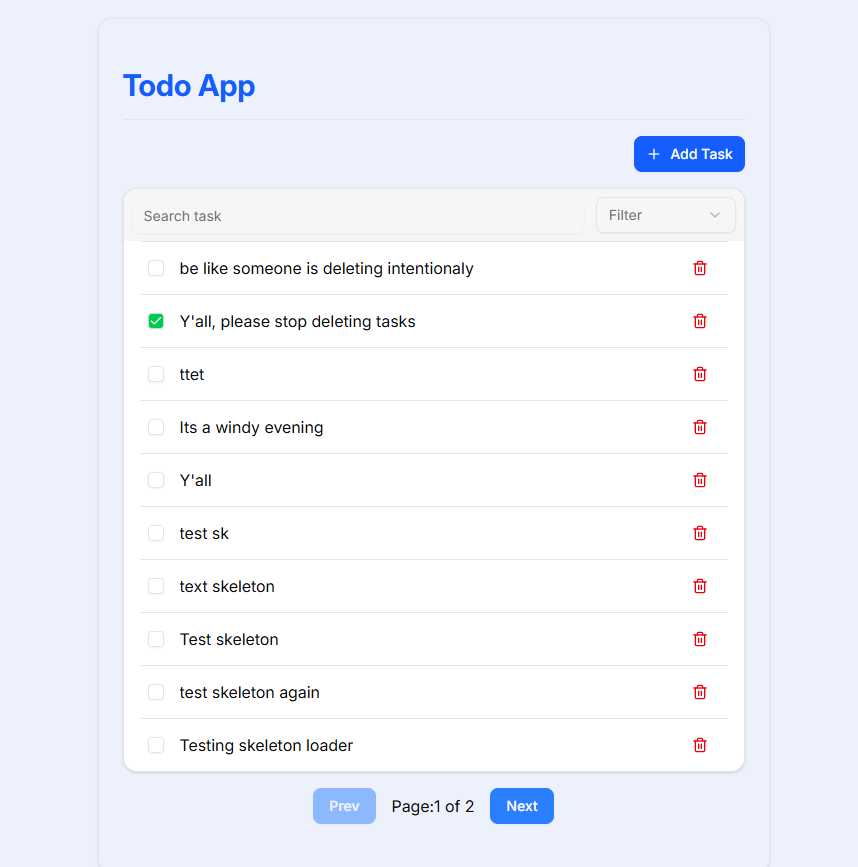 Todo App
Add Task
Search task
Filter
be like someone is deleting intentionaly
Y'all, please stop deleting tasks
ttet
Its a windy evening
Y'all
test sk
text skeleton
Test skeleton
test skeleton again
Testing skeleton loader
Prev Page:1 of 2 Next